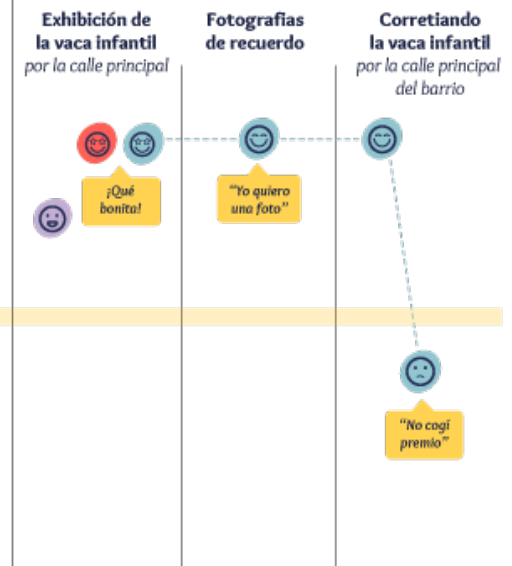 Exhibición de
la vaca infantil
por la calle principal
Fotografias
de recuerdo
Corretiando
la vaca infantil
por la calle principal
del barrio
¡Qué
bonita!
"Yo quiero
una foto"
"No cogí
premio"